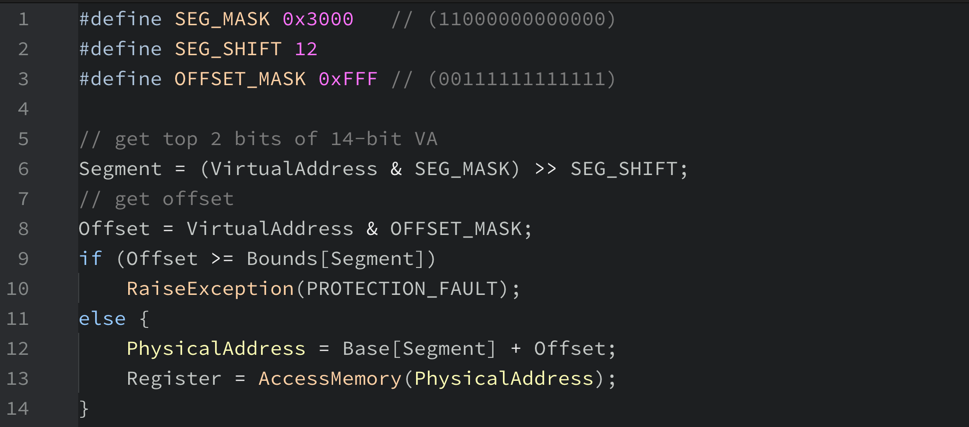 1 #define SEG_MASK 0x3000 // (11000000000000)
2 #define SEG_SHIFT 12
3 #define OFFSET_MASK 0xFFF // (00111111111111)
4
5 // get top 2 bits of 14-bit VA
6 Segment = (VirtualAddress & SEG_MASK) >> SEG_SHIFT;
7 // get offset
8 Offset = VirtualAddress & OFFSET_MASK;
9 if (Offset >= Bounds[Segment])
10 RaiseException(PROTECTION_FAULT);
11 else {
12 PhysicalAddress = Base[Segment] + Offset;
13 Register = AccessMemory(PhysicalAddress);
14 }